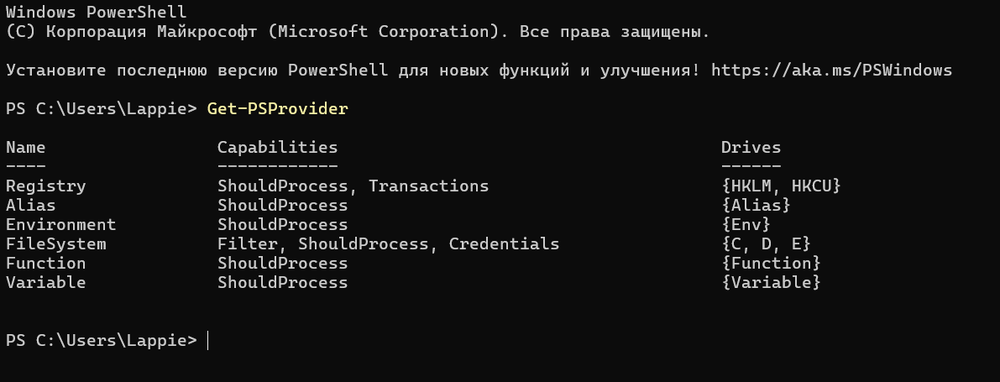 Windows PowerShell
(C) Корпорация Майкрософт (Microsoft Corporation). Все права защищены.
Установите последнюю версию PowerShell для новых функций и улучшения! https://aka.ms/PSWindows
PS C:\Users\Lappie> Get-PSProvider
Name Capabilities Drives
---- ------------ ------
Registry ShouldProcess, Transactions {HKLM, HKCU}
Alias ShouldProcess {Alias}
Environment ShouldProcess {Env}
FileSystem Filter, ShouldProcess, Credentials {C, D, E}
Function ShouldProcess {Function}
Variable ShouldProcess {Variable}
PS C:\Users\Lappie>